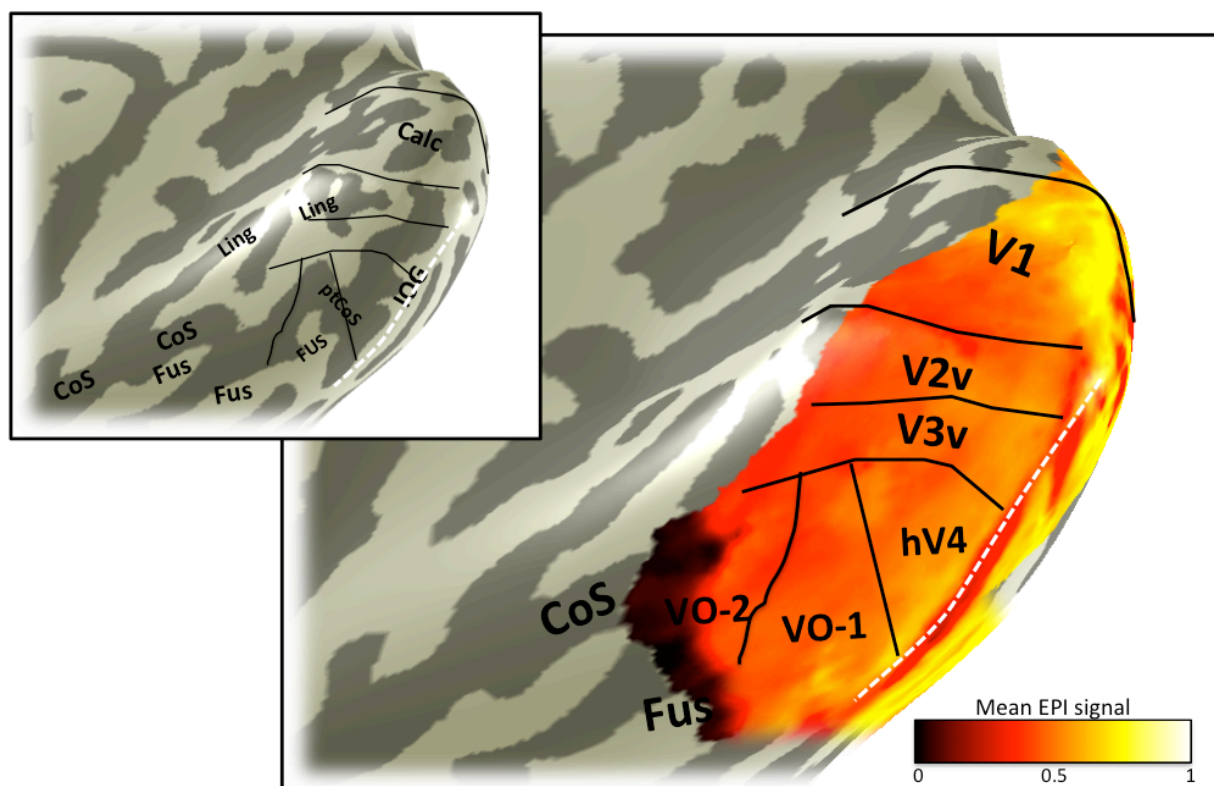 Calc
Ling
Ling
IOG
ptCoS
FUS
CoS
Fus
CoS
Fus
V1
V2v
V3v
hV4
CoS
VO-2
VO-1
Fus
Mean EPI signal
0
0.5
1